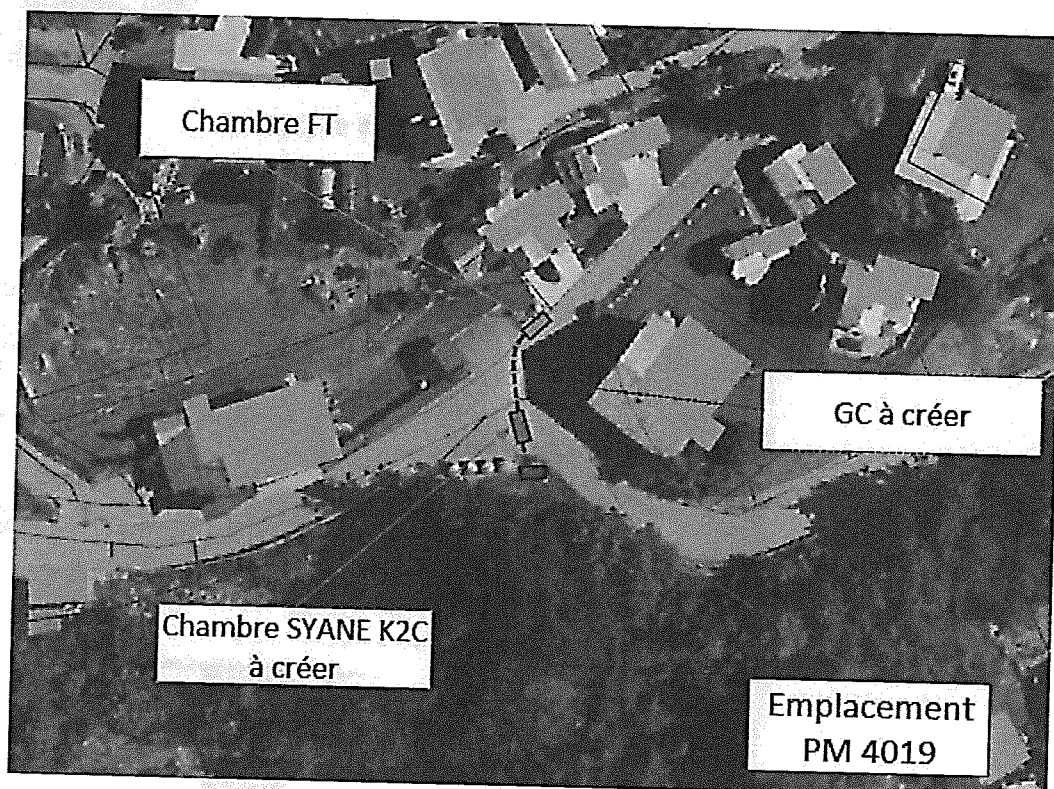 Chambre FT
GC à créer
Chambre SYANE K2C
à créer
Emplacement
PM 4019